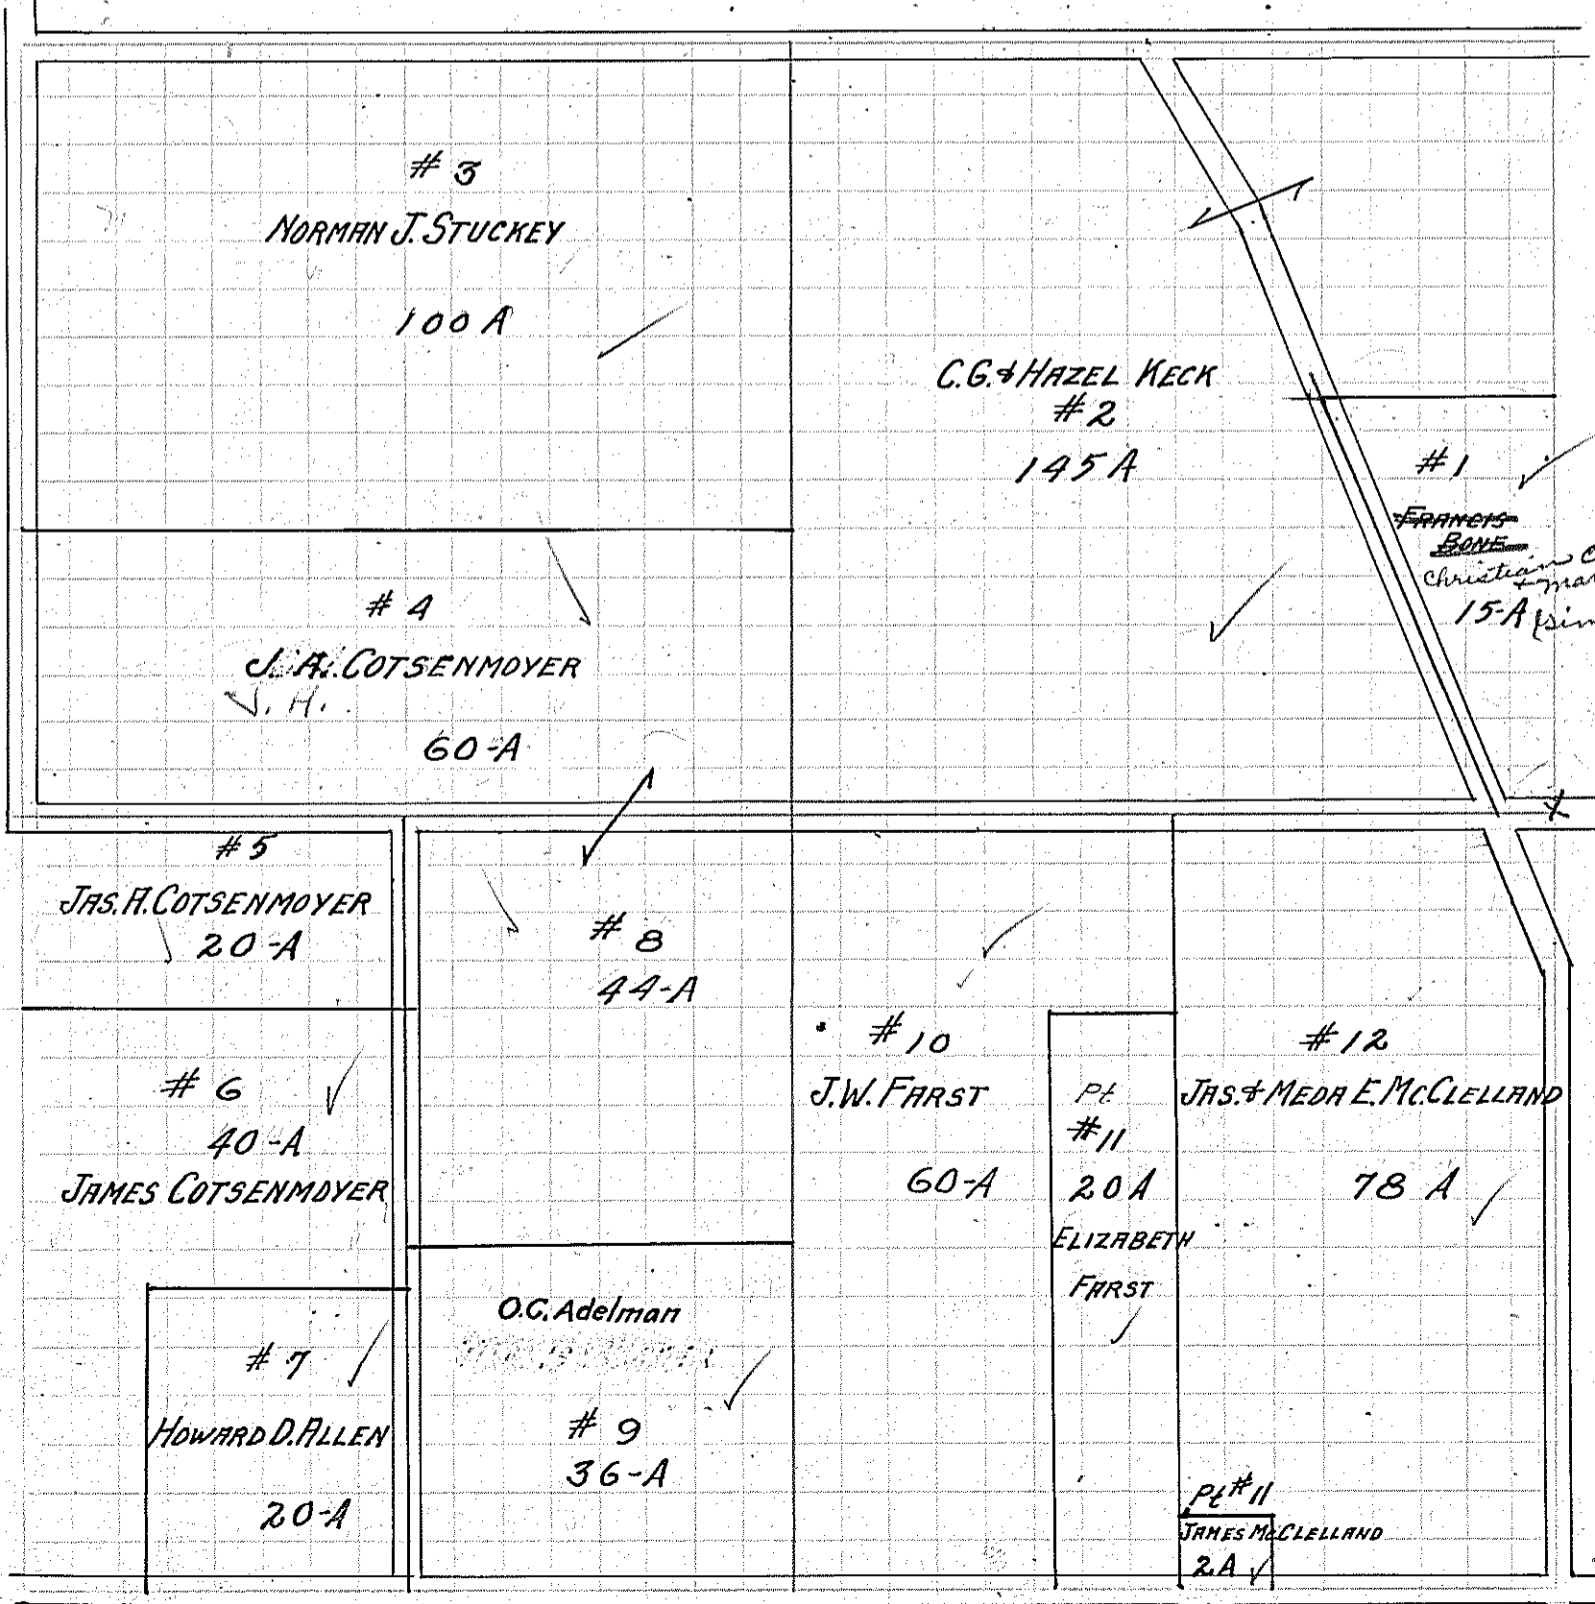 # 3
NORMAN J. STUCKEY
100 A
C.G. & HAZEL KECK
# 2
145 A
# 1
FRANCIS
BONE
Christian C
+
15-A
# 4
J. A. COTSENMOYER
J. H.
60-A
# 5
JAS. A. COTSENMOYER
20-A
# 6
40-A
JAMES COTSENMOYER
# 7
HOWARD D. ALLEN
20-A
# 8
44-A
O.C. Adelman
# 9
36-A
# 10
J.W. FARST
60-A
Pt
# 11
20 A
ELIZABETH
FARST
# 12
JAS. & MEDA E. McCLELLAND
78 A
Pt # 11
JAMES McCLELLAND
2 A